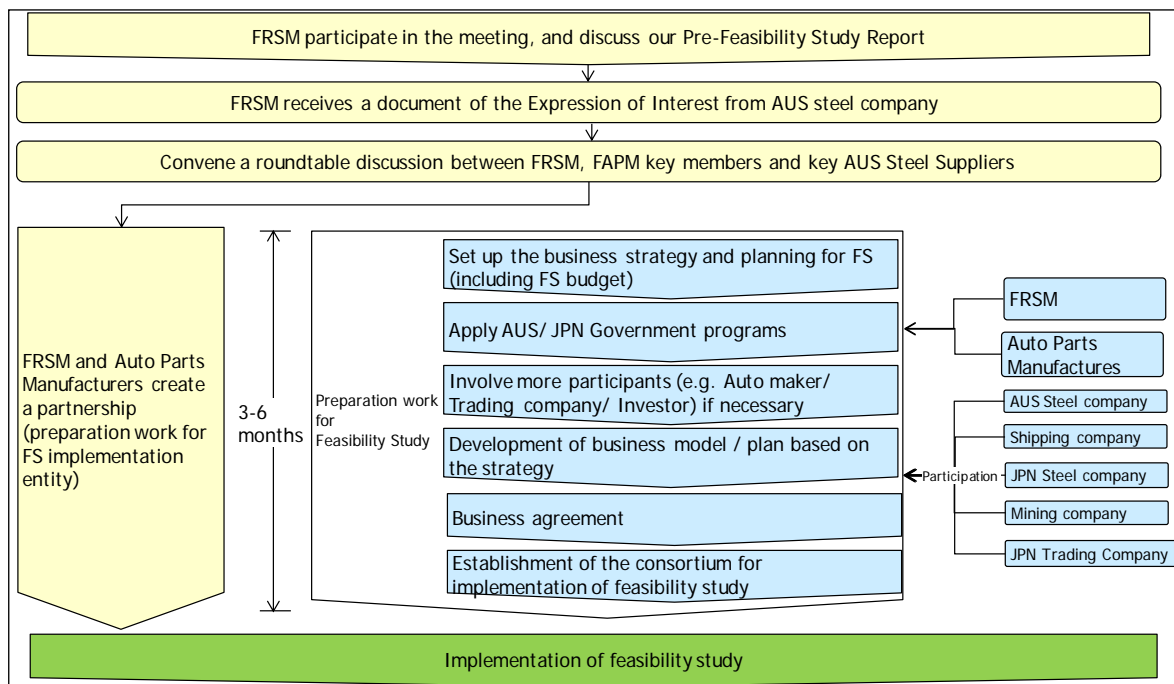 FRSM participate in the meeting, and discuss our Pre-Feasibility Study Report
FRSM receives a document of the Expression of Interest from AUS steel company
Convene a roundtable discussion between FRSM, FAPM key members and key AUS Steel Suppliers
FRSM and Auto Parts
Manufacturers create
a partnership
(preparation work for
FS implementation
entity)
3-6
months
Preparation work
for
Feasibility Study
Set up the business strategy and planning for FS
(including FS budget)
Apply AUS/ JPN Government programs
Involve more participants (e.g. Auto maker/
Trading company/ Investor) if necessary
Development of business model / plan based on
the strategy
Business agreement
Establishment of the consortium for
implementation of feasibility study
FRSM
Auto Parts
Manufactures
Participation
AUS Steel company
Shipping company
JPN Steel company
Mining company
JPN Trading Company
Implementation of feasibility study